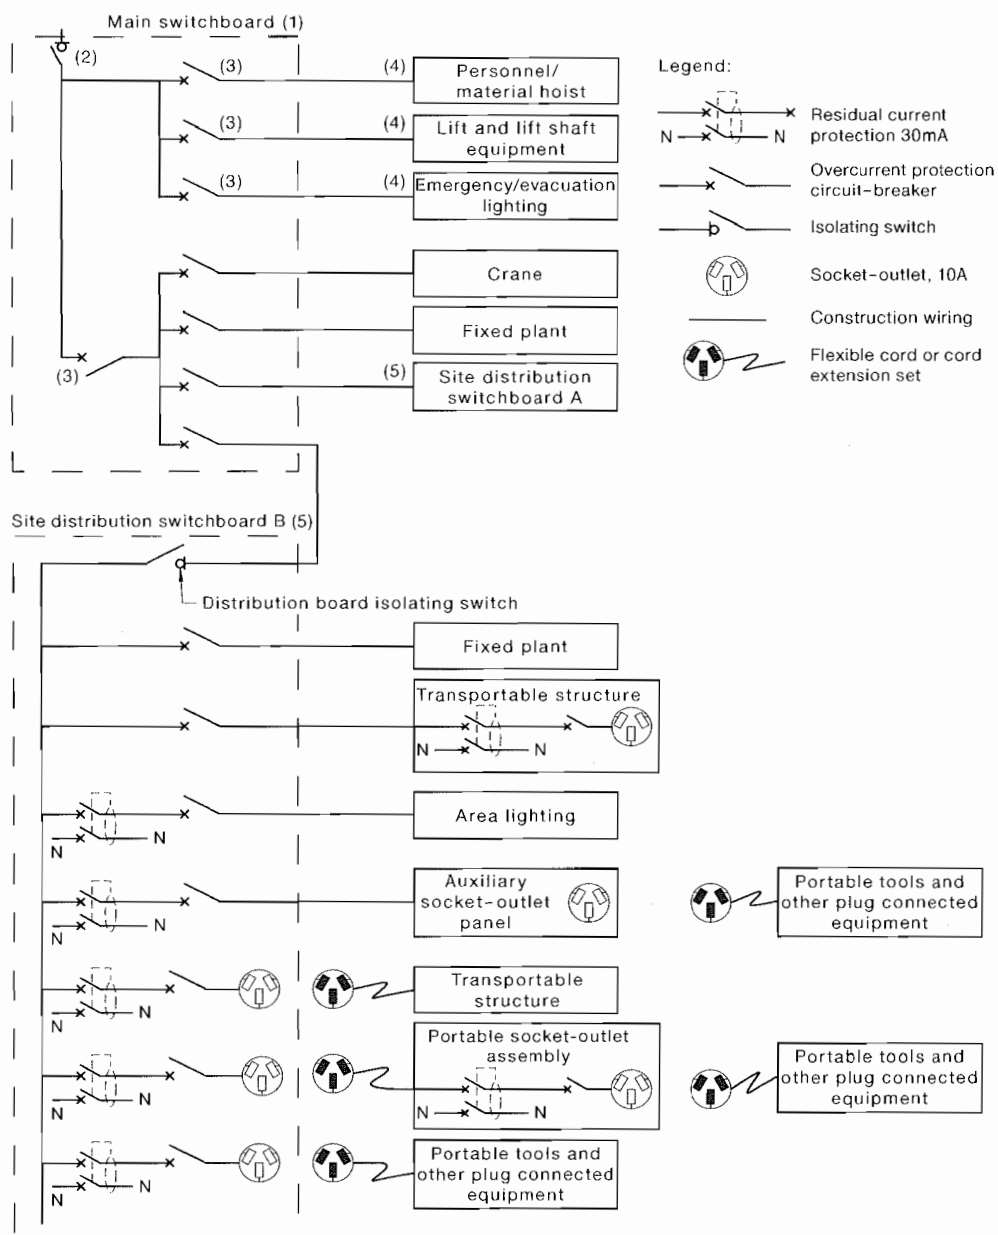 Main switchboard (1)
(2)
(3)
(4)
Personnel/
material hoist
(3)
(4)
Lift and lift shaft
equipment
(3)
(4)
Emergency/evacuation
lighting
Crane
Fixed plant
(3)
(5)
Site distribution
switchboard A
Legend:
N
N
Residual current
protection 30mA
Overcurrent protection
circuit-breaker
Isolating switch
Socket-outlet, 10A
Construction wiring
Flexible cord or cord
extension set
Site distribution switchboard B (5)
Distribution board isolating switch
Fixed plant
Transportable structure
N
N
Area lighting
N
N
Auxiliary
socket-outlet
panel
N
N
Portable tools and
other plug connected
equipment
Transportable
structure
N
N
Portable socket-outlet
assembly
N
N
N
N
Portable tools and
other plug connected
equipment
N
N
Portable tools and
other plug connected
equipment